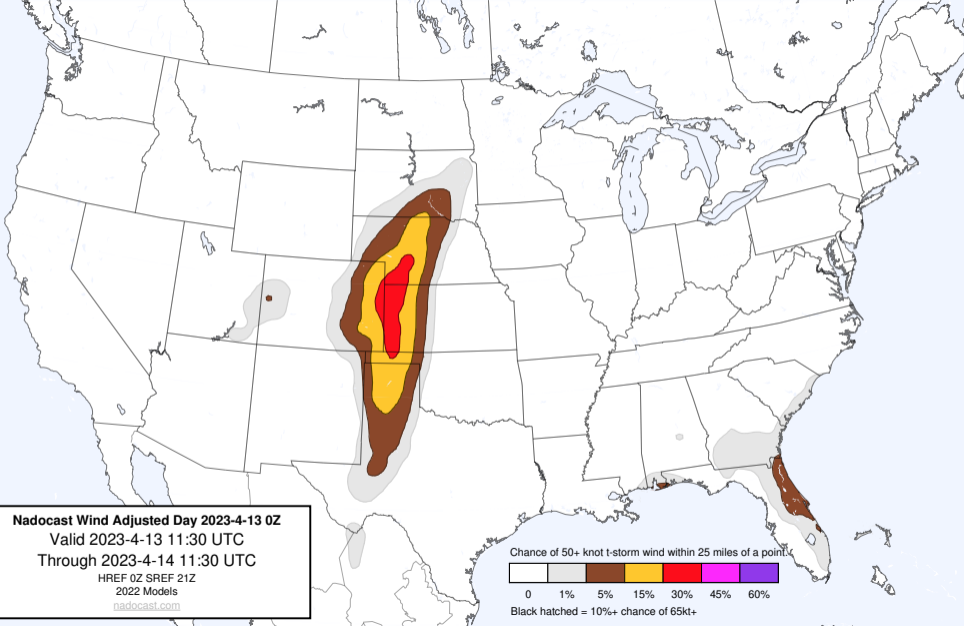 Nadocast Wind Adjusted Day 2023-4-13 0Z
Valid 2023-4-13 11:30 UTC
Through 2023-4-14 11:30 UTC
HREF 0Z SREF 21Z
2022 Models
nadocast.com
Chance of 50+ knot t-storm wind within 25 miles of a point.
0 1% 5% 15% 30% 45% 60%
Black hatched = 10%+ chance of 65kt+